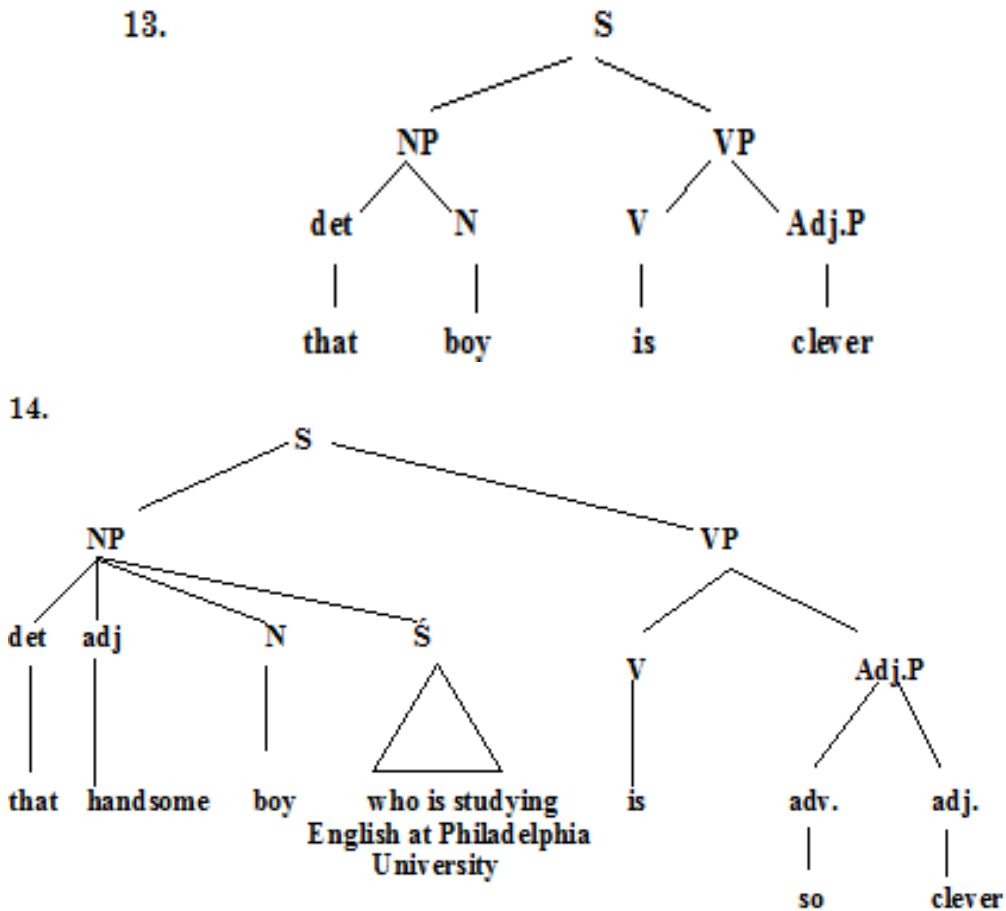 13. S
NP VP
det N V Adj.P
that boy is clever
14.
S
NP VP
det adj N S
V Adj.P
that handsome boy who is studying is adv. adj.
English at Philadelphia
University
so clever